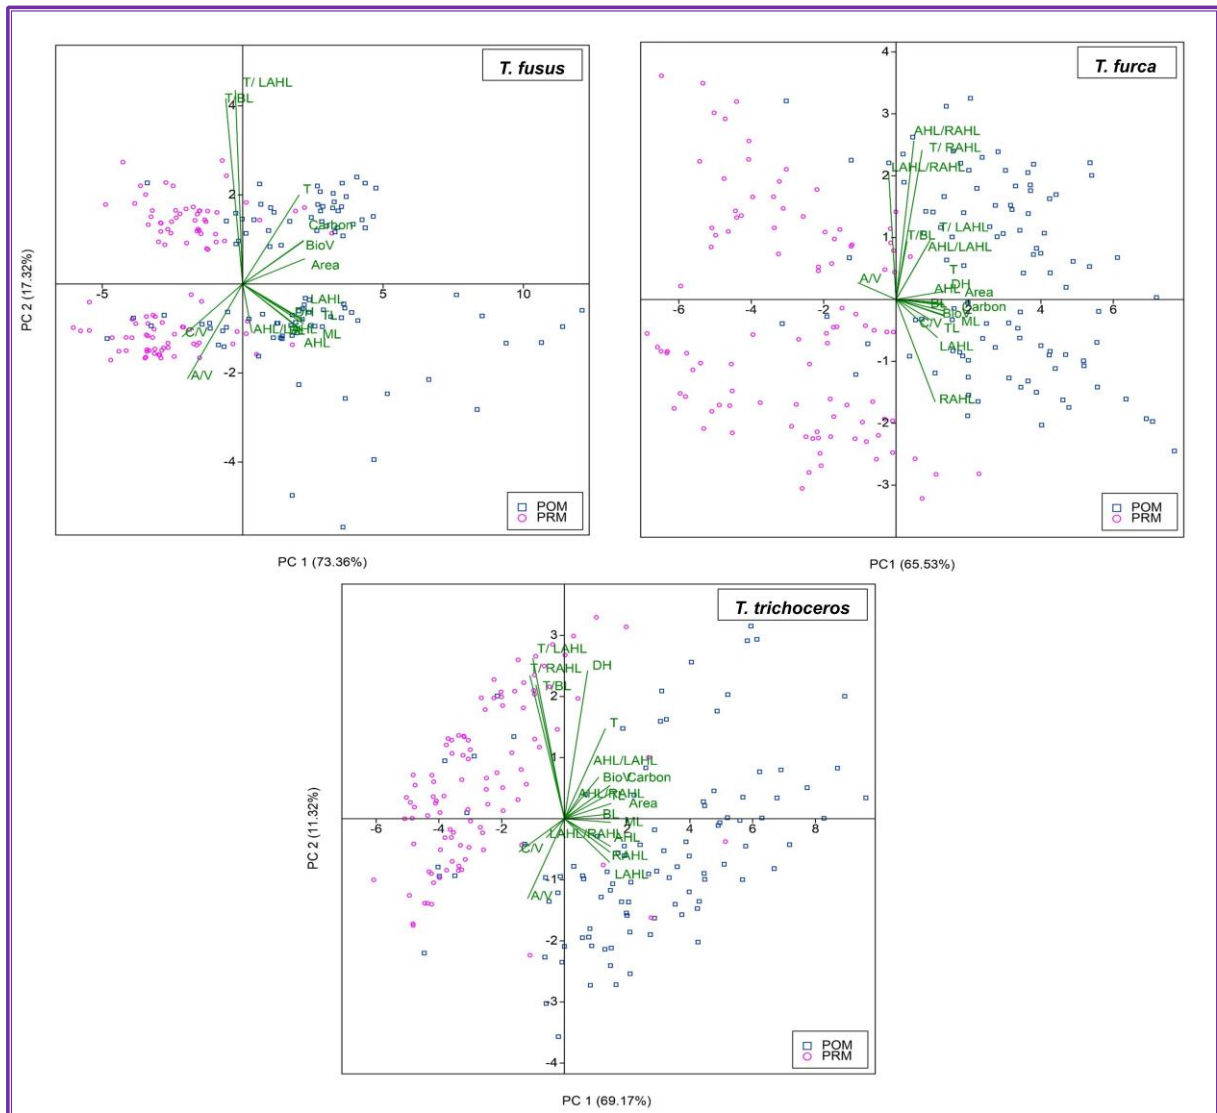 T. fusus
T/ LAHL
T/BL
4
T
2
Carbon
BioV
Area
-5
5
10
LAHL
TL
C/V
ML
AHL
A/V
-2
-4
PC 2 (17.32%)
POM
PRM
PC 1 (73.36%)
T. furca
4
3
AHL/RAHL
T/ RAHL
LAHL/RAHL
2
T/ LAHL
T/BL
1
AHL/LAHL
T
DH
A/V
AHL
Area
BL
Carbon
BioV
C/V
ML
TL
LAHL
-6
-4
-2
2
4
6
-1
RAHL
-2
-3
POM
PRM
PC1 (65.53%)
T. trichoceros
3
T/ LAHL
T/ RAHL
DH
T/BL
2
T
1
AHL/LAHL
BioV
Carbon
AHL/RAHL
TL
Area
BL
ML
-6
-4
-2
2
4
6
8
LAHL/RAHL
AHL
C/V
RAHL
LAHL
-1
A/V
-2
-3
-4
PC 2 (11.32%)
POM
PRM
PC 1 (69.17%)